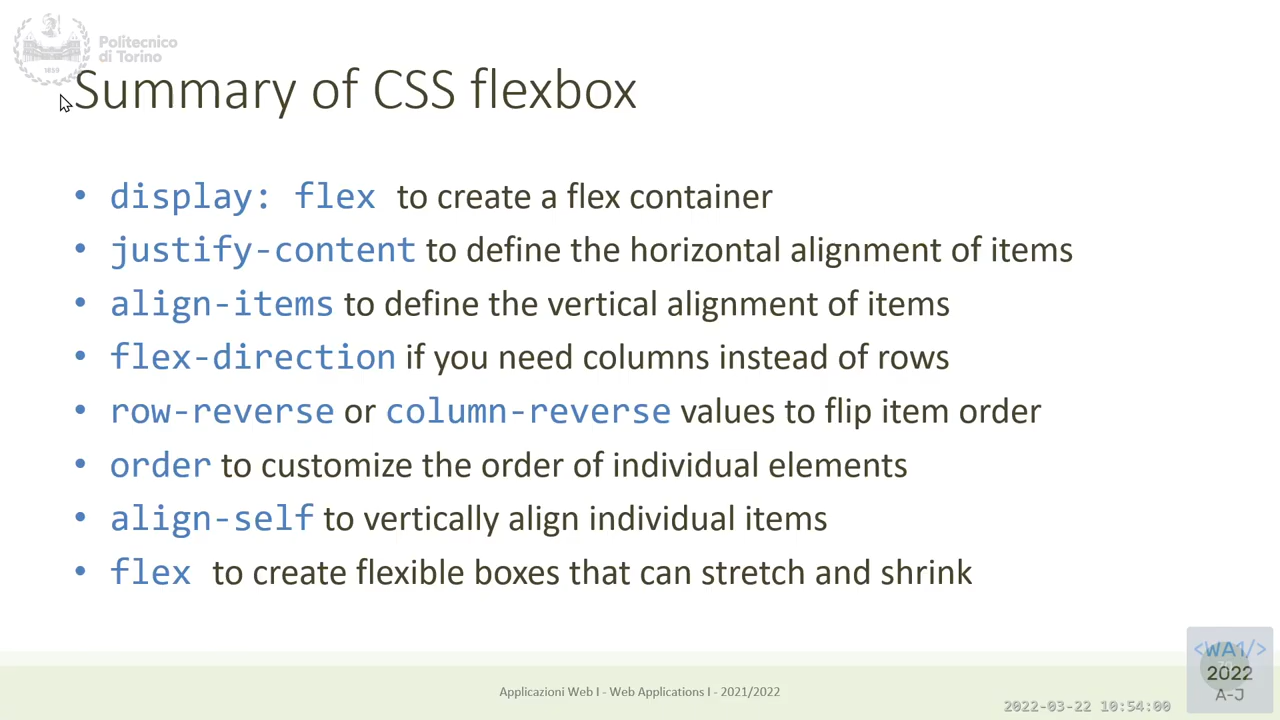 Politecnico
di Torino
1859
Summary of CSS flexbox
• display: flex to create a flex container
• justify-content to define the horizontal alignment of items
• align-items to define the vertical alignment of items
• flex-direction if you need columns instead of rows
• row-reverse or column-reverse values to flip item order
• order to customize the order of individual elements
• align-self to vertically align individual items
• flex to create flexible boxes that can stretch and shrink
Applicazioni Web I - Web Applications I - 2021/2022
2022-03-22 10:54:00
<WA1/>
2022
A-J